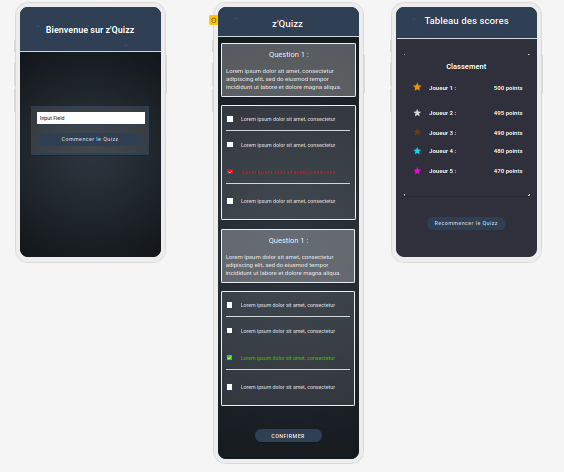 Bienvenue sur z'Quizz
Input Field
Commencer le Quizz
z'Quizz
Question 1 :
Lorem ipsum dolor sit amet, consectetur
adipiscing elit, sed do eiusmod tempor
incididunt ut labore et dolore magna aliqua.
Lorem ipsum dolor sit amet, consectetur
Lorem ipsum dolor sit amet, consectetur
Lorem ipsum dolor sit amet, consectetur
Lorem ipsum dolor sit amet, consectetur
Question 1 :
Lorem ipsum dolor sit amet, consectetur
adipiscing elit, sed do eiusmod tempor
incididunt ut labore et dolore magna aliqua.
Lorem ipsum dolor sit amet, consectetur
Lorem ipsum dolor sit amet, consectetur
Lorem ipsum dolor sit amet, consectetur
Lorem ipsum dolor sit amet, consectetur
CONFIRMER
Tableau des scores
Classement
Joueur 1 : 500 points
Joueur 2 : 495 points
Joueur 3 : 490 points
Joueur 4 : 480 points
Joueur 5 : 470 points
Recommencer le Quizz